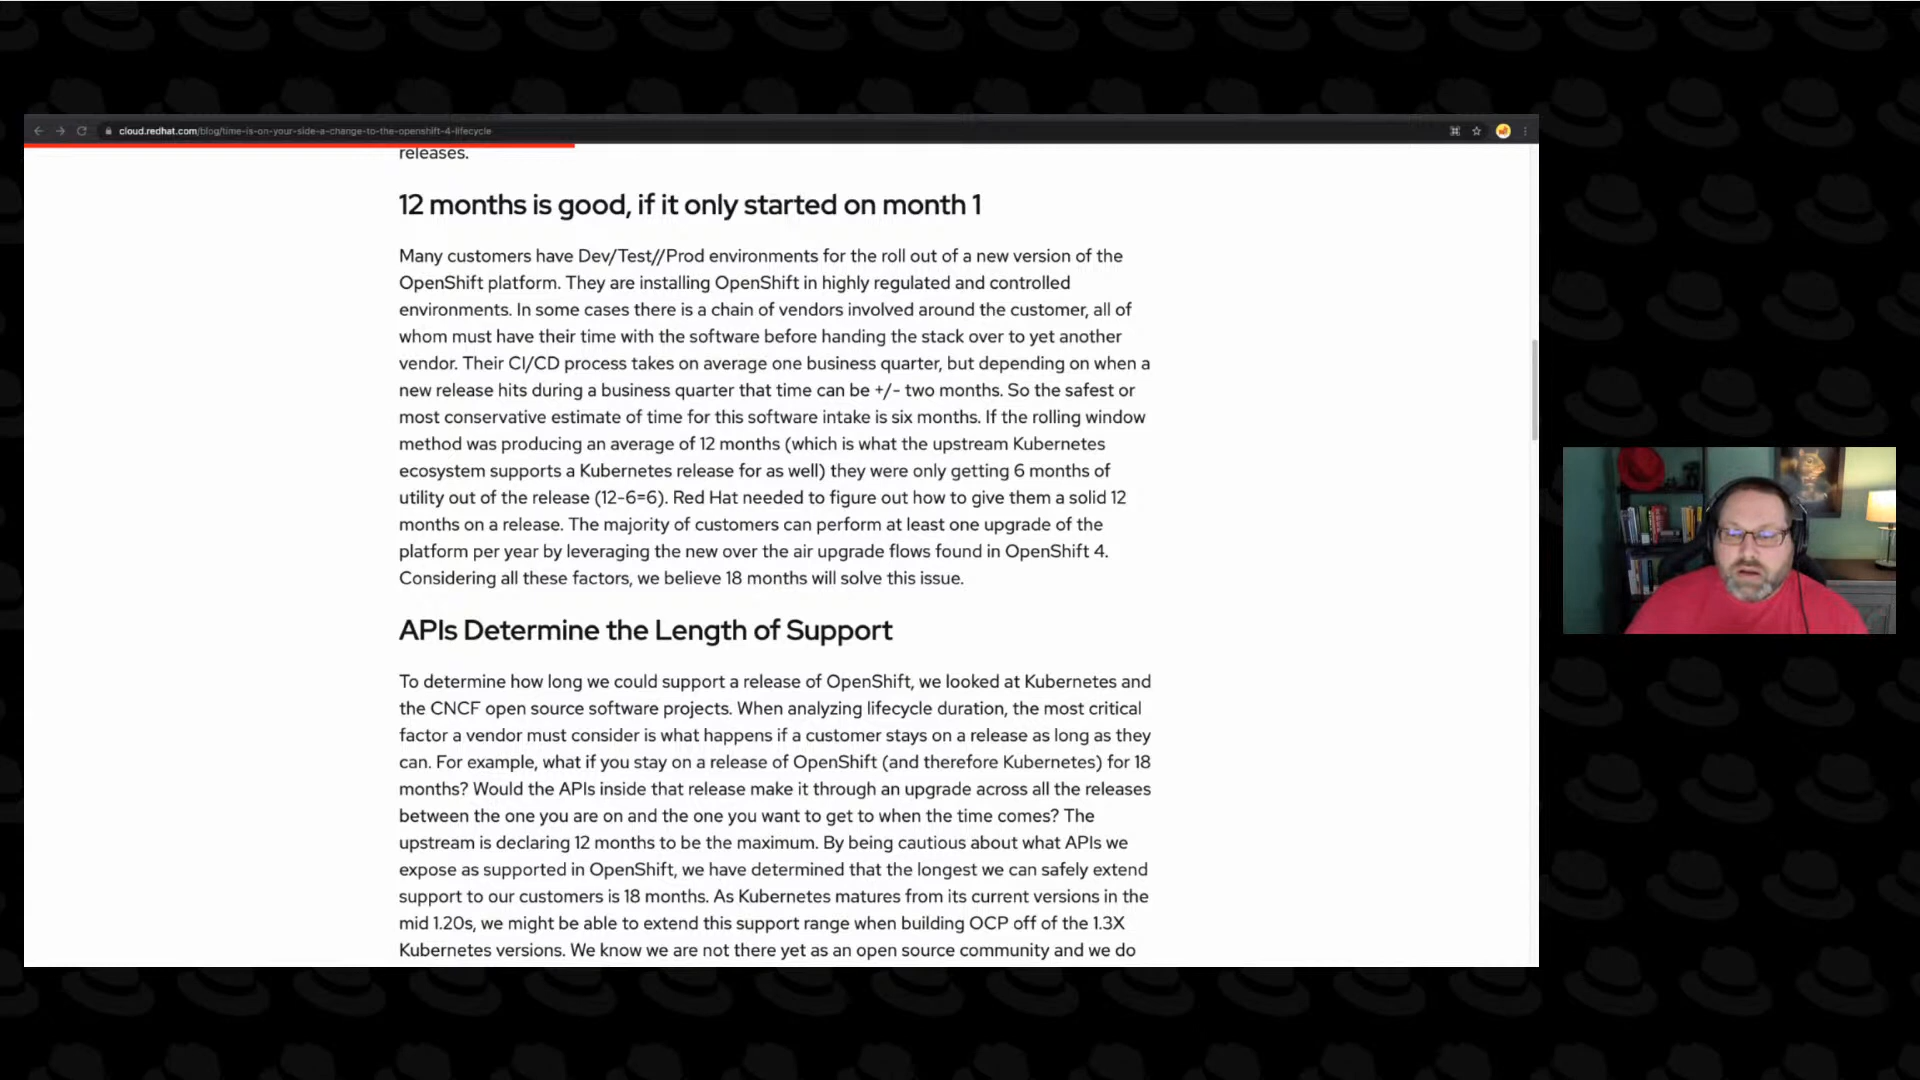 cloud.redhat.com/blog/time-is-on-your-side-a-change-to-the-openshift-4-lifecycle
releases.
12 months is good, if it only started on month 1
Many customers have Dev/Test//Prod environments for the roll out of a new version of the
OpenShift platform. They are installing OpenShift in highly regulated and controlled
environments. In some cases there is a chain of vendors involved around the customer, all of
whom must have their time with the software before handing the stack over to yet another
vendor. Their CI/CD process takes on average one business quarter, but depending on when a
new release hits during a business quarter that time can be +/- two months. So the safest or
most conservative estimate of time for this software intake is six months. If the rolling window
method was producing an average of 12 months (which is what the upstream Kubernetes
ecosystem supports a Kubernetes release for as well) they were only getting 6 months of
utility out of the release (12-6=6). Red Hat needed to figure out how to give them a solid 12
months on a release. The majority of customers can perform at least one upgrade of the
platform per year by leveraging the new over the air upgrade flows found in OpenShift 4.
Considering all these factors, we believe 18 months will solve this issue.
APIs Determine the Length of Support
To determine how long we could support a release of OpenShift, we looked at Kubernetes and
the CNCF open source software projects. When analyzing lifecycle duration, the most critical
factor a vendor must consider is what happens if a customer stays on a release as long as they
can. For example, what if you stay on a release of OpenShift (and therefore Kubernetes) for 18
months? Would the APIs inside that release make it through an upgrade across all the releases
between the one you are on and the one you want to get to when the time comes? The
upstream is declaring 12 months to be the maximum. By being cautious about what APIs we
expose as supported in OpenShift, we have determined that the longest we can safely extend
support to our customers is 18 months. As Kubernetes matures from its current versions in the
mid 1.20s, we might be able to extend this support range when building OCP off of the 1.3X
Kubernetes versions. We know we are not there yet as an open source community and we do